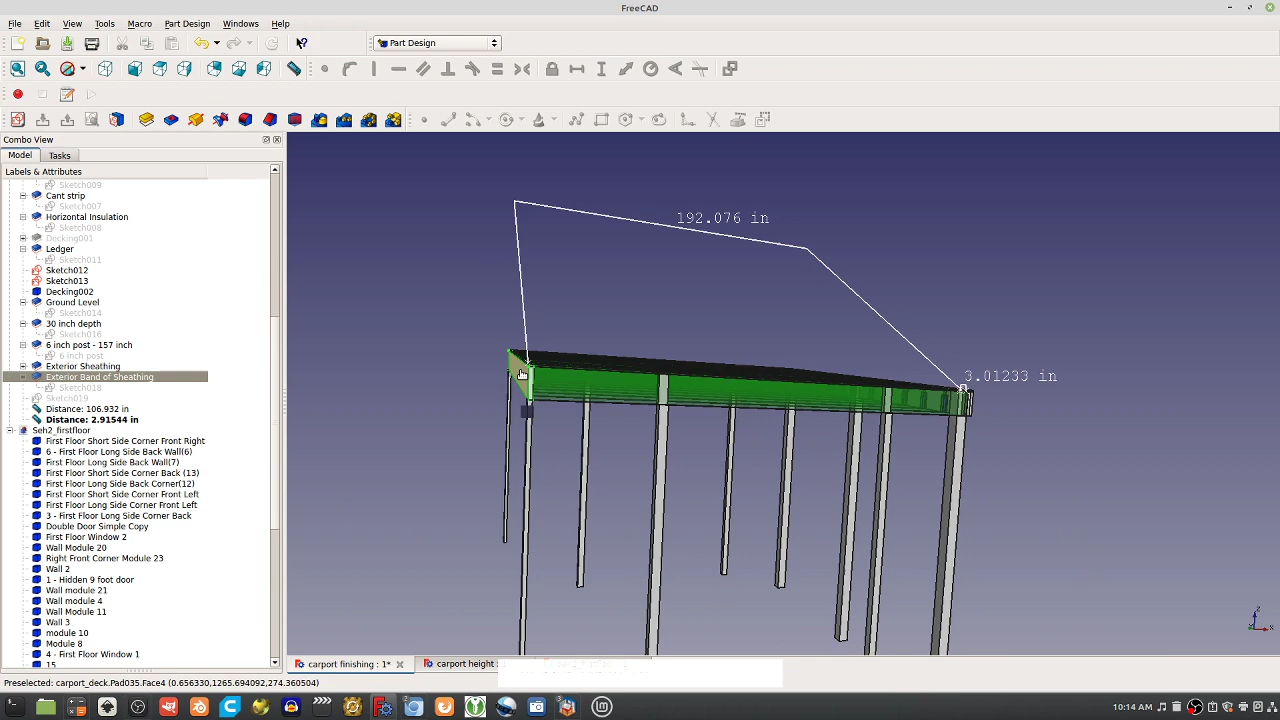 FreeCAD
File Edit View Tools Macro Part Design Windows Help
Part Design
Combo View
Model Tasks
Labels & Attributes
Sketch009
Cant strip
Sketch007
Horizontal Insulation
Sketch008
Decking001
Ledger
Sketch011
Sketch012
Sketch013
Decking002
Ground Level
Sketch014
30 inch depth
Sketch016
6 inch post - 157 inch
6 inch post
Exterior Sheathing
Exterior Band of Sheathing
Sketch018
Sketch019
Distance: 106.932 in
Distance: 2.91544 in
Seh2_firstfloor
First Floor Short Side Corner Front Right
6 - First Floor Long Side Back Wall(6)
First Floor Long Side Back Wall(7)
First Floor Short Side Corner Back (13)
First Floor Long Side Back Corner(12)
First Floor Short Side Corner Front Left
First Floor Long Side Corner Front Left
3 - First Floor Short Side Corner Back
Double Door Simple Copy
First Floor Window 2
Wall Module 20
Right Front Corner Module 23
Wall 2
1 - Hidden 9 foot door
Wall module 21
Wall module 4
Wall Module 11
Wall 3
module 10
Module 8
4 - First Floor Window 1
15
192.076 in
3.01233 in
z
x
carport finishing : 1*
carport height
Preselected: carport_deck.Pad035.Face4 (0.656330,1265.694092,274.360504)
10:14 AM